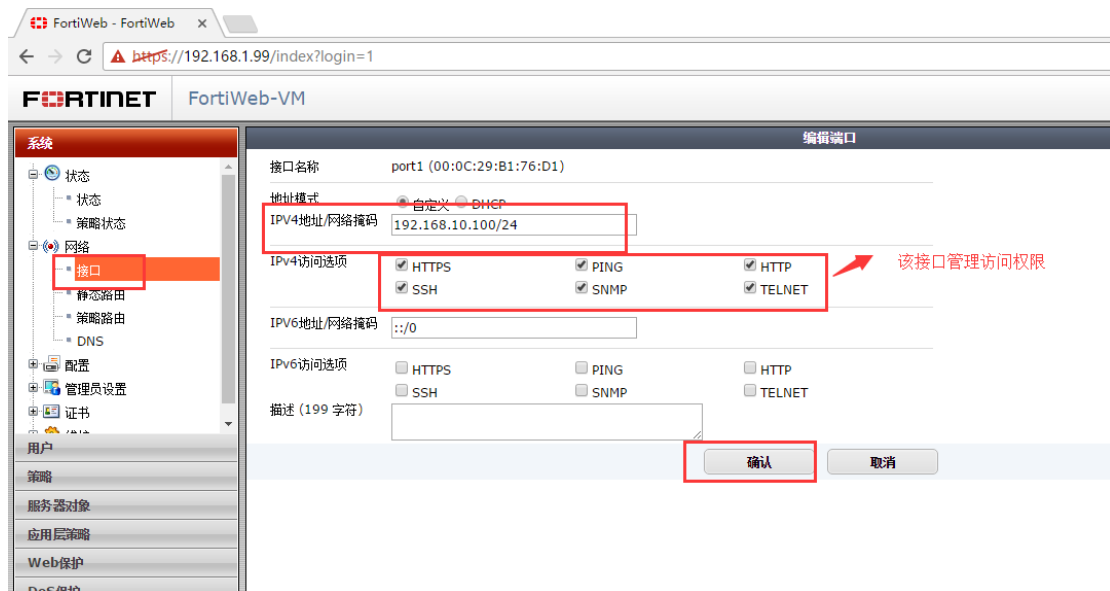 FortiWeb - FortiWeb
https://192.168.1.99/index?login=1
FORTINET FortiWeb-VM
系统
状态
状态
策略状态
网络
接口
静态路由
策略路由
DNS
配置
管理员设置
证书
用户
策略
服务器对象
应用层策略
Web保护
DoS保护
编辑端口
接口名称 port1 (00:0C:29:B1:76:D1)
地址模式 自定义 DHCP
IPV4地址/网络掩码 192.168.10.100/24
IPv4访问选项 HTTPS PING HTTP
SSH SNMP TELNET
该接口管理访问权限
IPV6地址/网络掩码 ::/0
IPv6访问选项 HTTPS PING HTTP
SSH SNMP TELNET
描述 (199 字符)
确认 取消